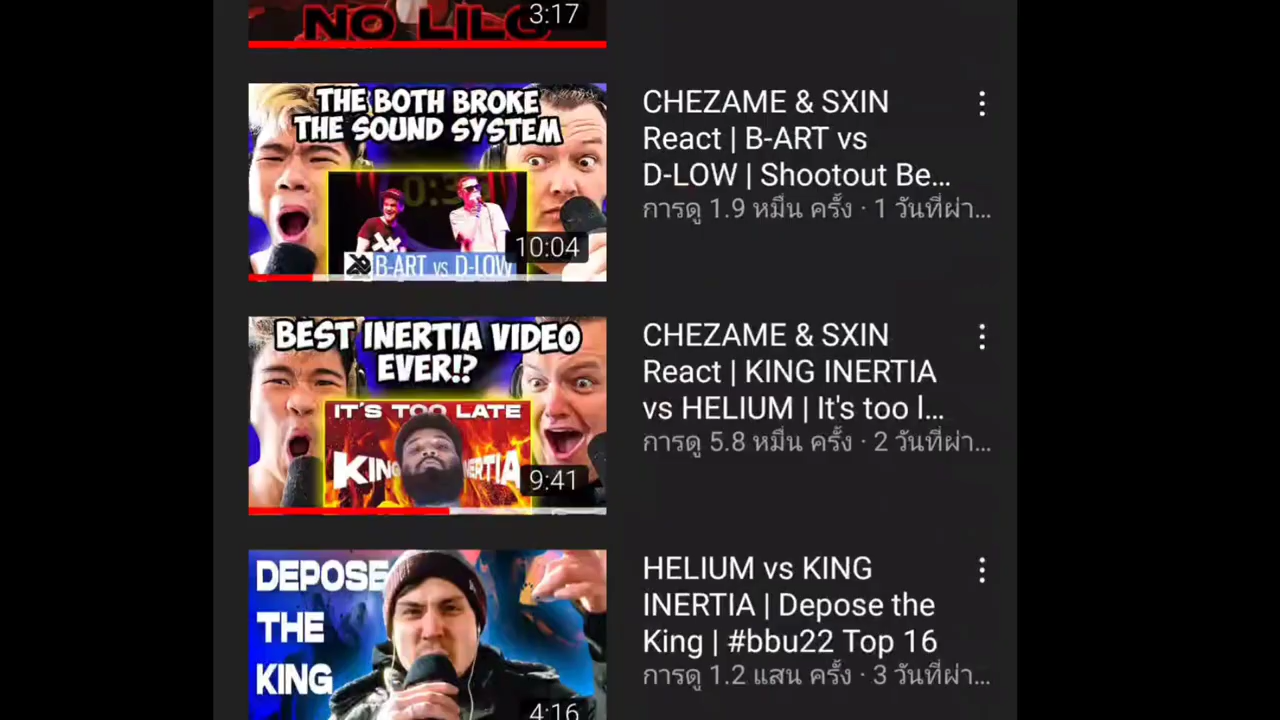 NO LILG
3:17
THE BOTH BROKE
THE SOUND SYSTEM
B-ART vs D-LOW
10:04
CHEZAME & SXIN
React | B-ART vs
D-LOW | Shootout Be...
การดู 1.9 หมื่น ครั้ง · 1 วันที่ผ่า...
BEST INERTIA VIDEO
EVER!?
IT'S TOO LATE
KING INERTIA
9:41
CHEZAME & SXIN
React | KING INERTIA
vs HELIUM | It's too l...
การดู 5.8 หมื่น ครั้ง · 2 วันที่ผ่า...
DEPOSE
THE
KING
4:16
HELIUM vs KING
INERTIA | Depose the
King | #bbu22 Top 16
การดู 1.2 แสน ครั้ง · 3 วันที่ผ่า...